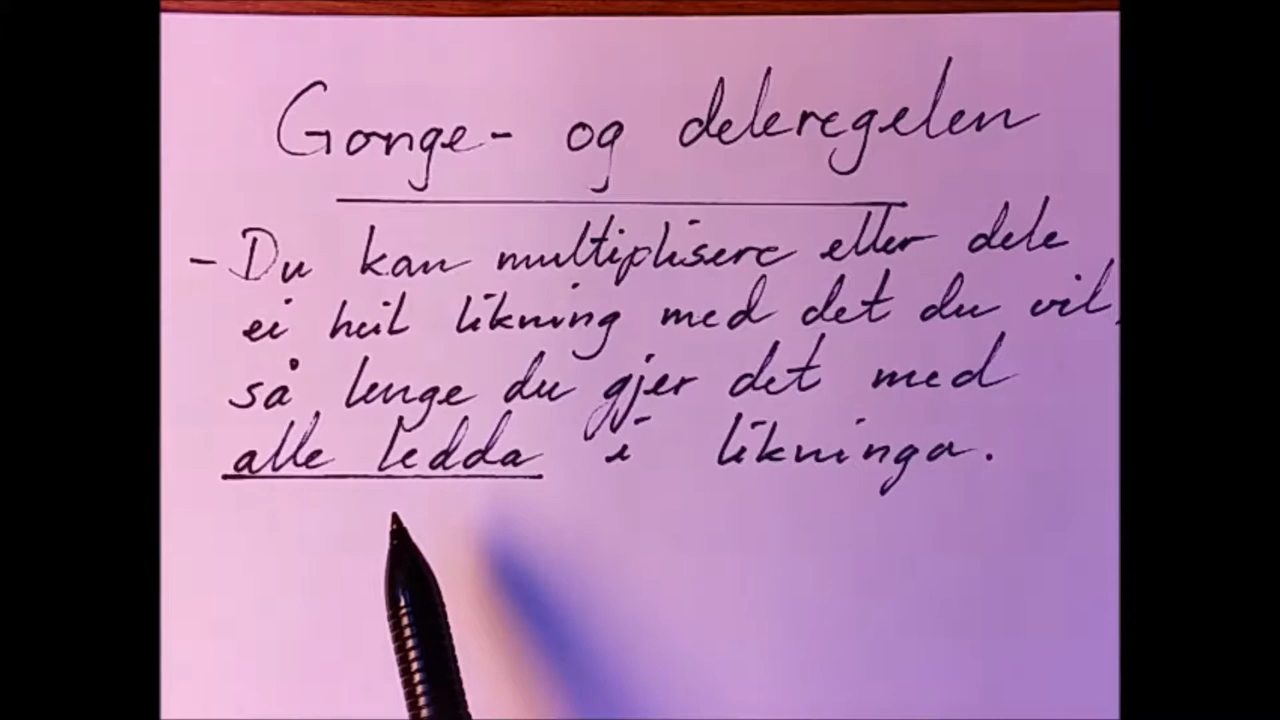 Gonge- og deleregelen
- Du kan multiplisere eller dele
ei heil likning med det du vil,
så lenge du gjer det med
alle ledda i likninga.